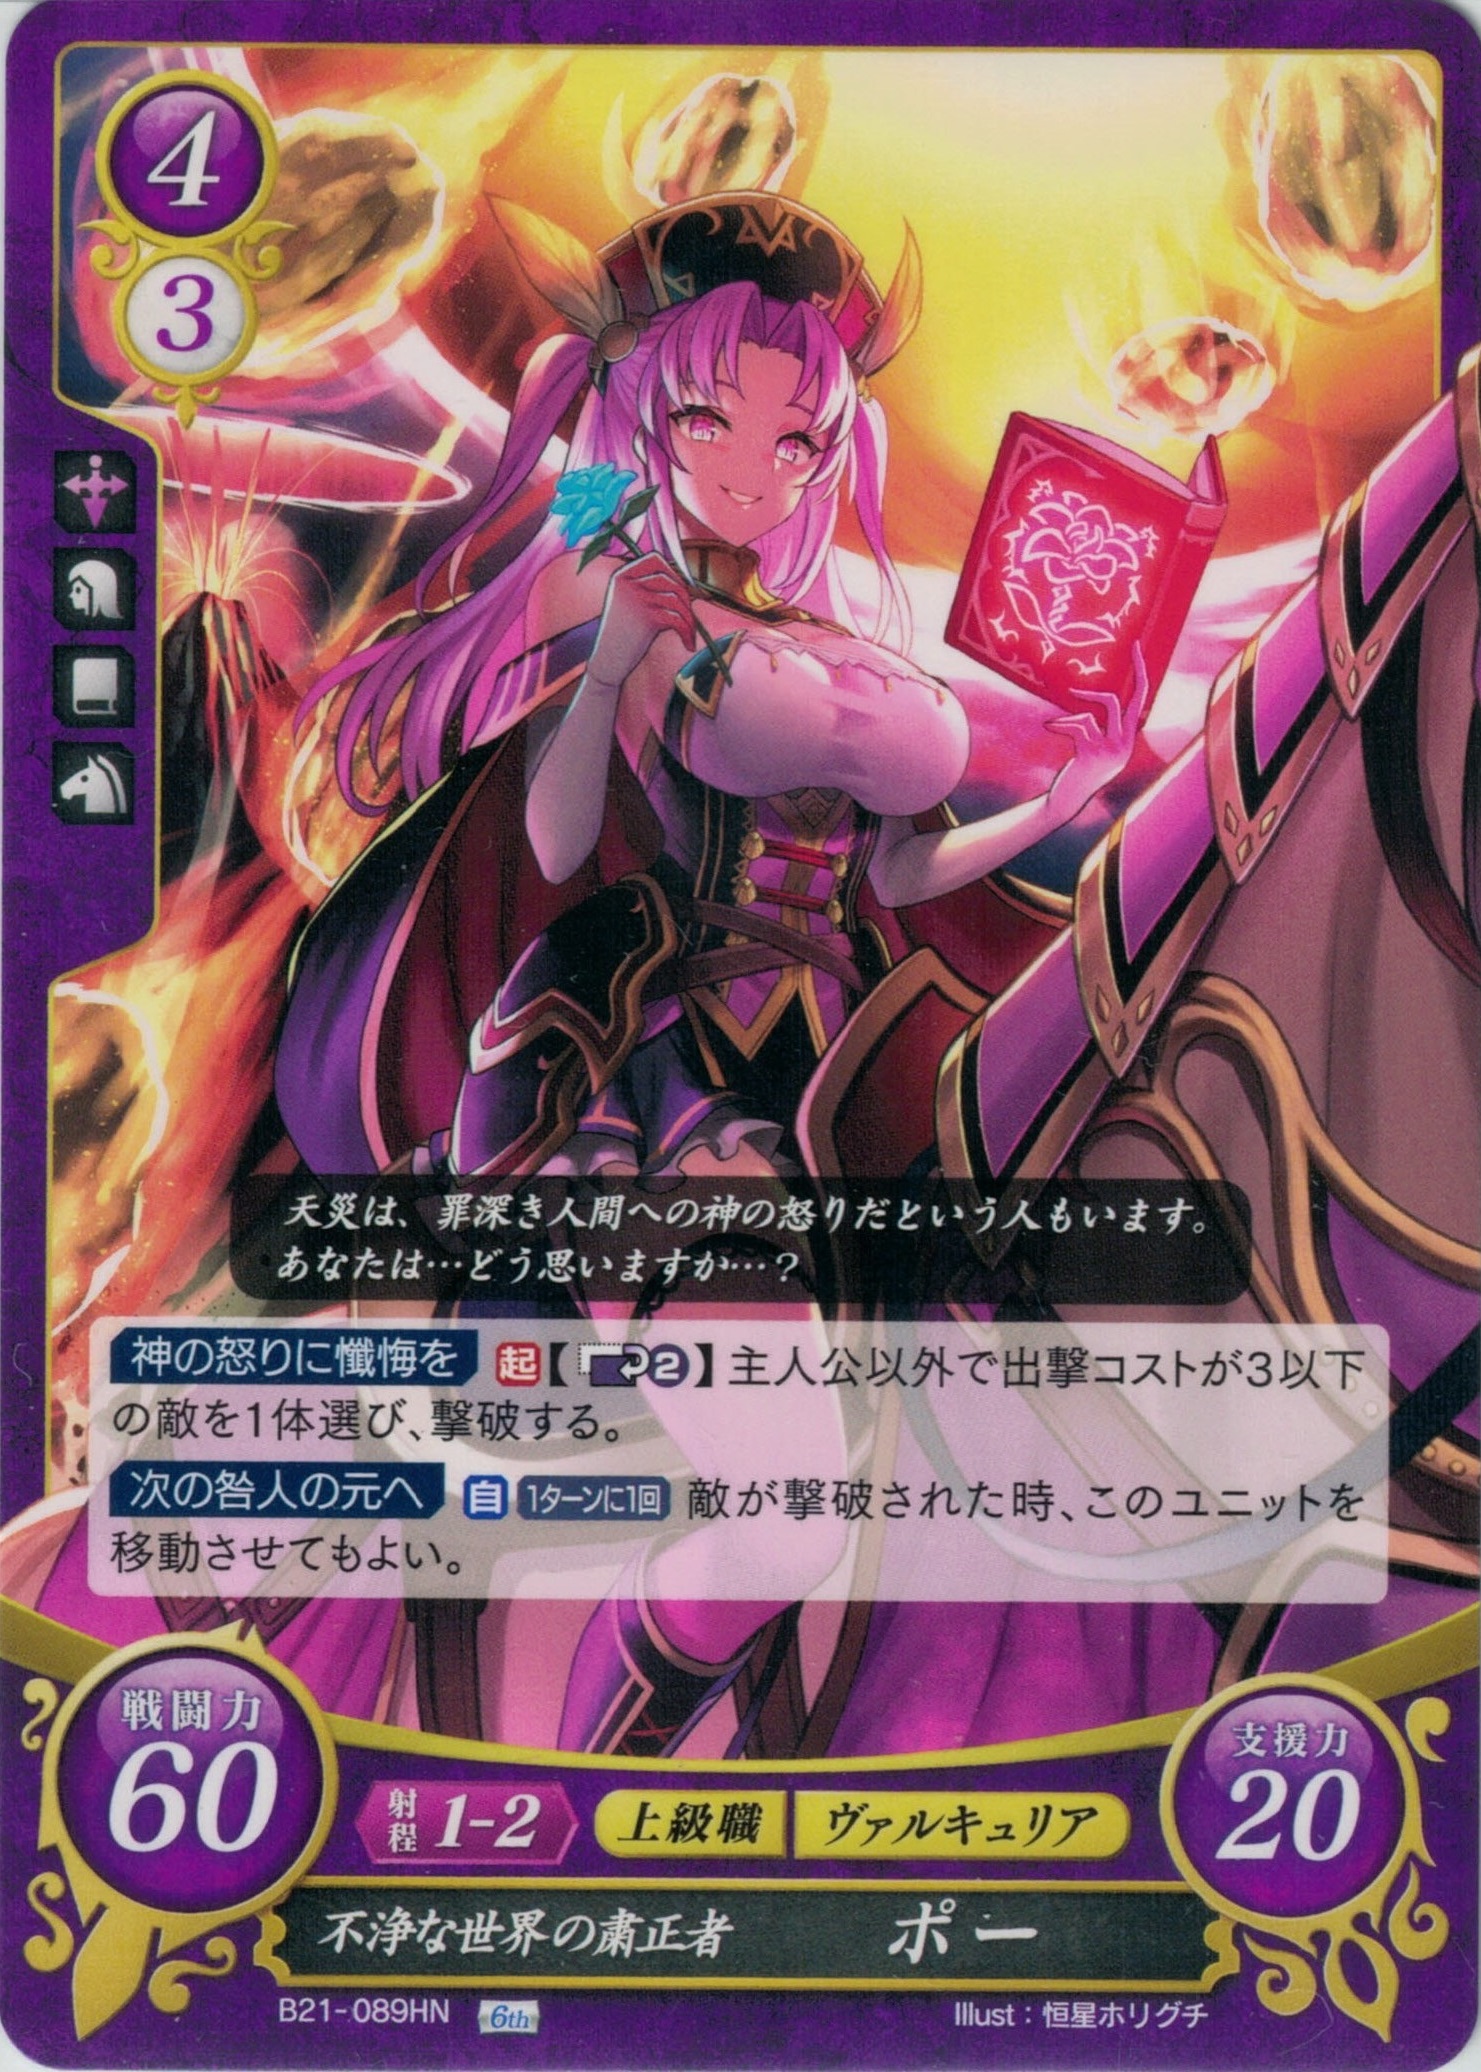 4
3
天災は、罪深き人間への神の怒りだという人もいます。
あなたは…どう思いますか…？
神の怒りに懺悔を 起【 2】主人公以外で出撃コストが3以下
の敵を1体選び、撃破する。
次の咎人の元へ 自 1ターンに1回 敵が撃破された時、このユニットを
移動させてもよい。
戦闘力
60
射程 1-2
上級職 ヴァルキュリア
支援力
20
不浄な世界の粛正者 ポー
B21-089HN 6th Illust：恒星ホリグチ